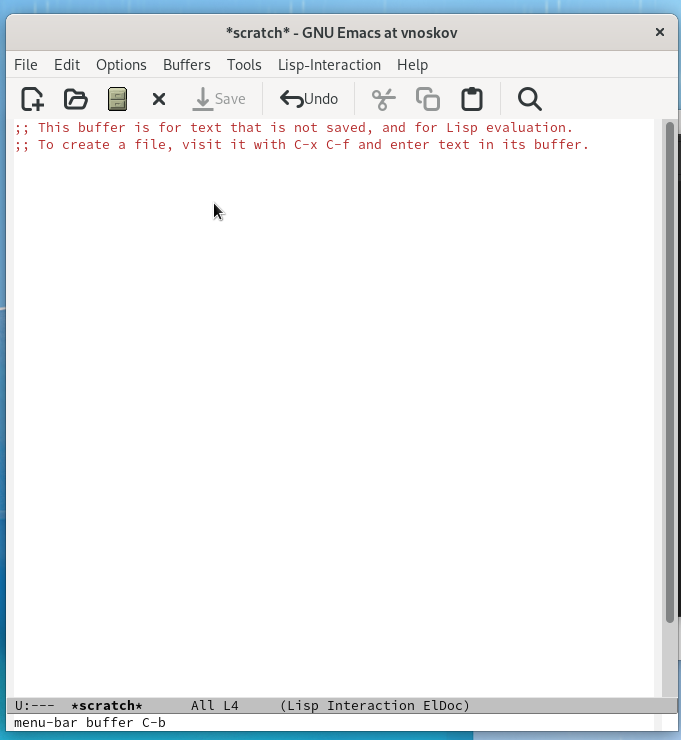 *scratch* - GNU Emacs at vnoskov ×
File Edit Options Buffers Tools Lisp-Interaction Help
Save Undo
;; This buffer is for text that is not saved, and for Lisp evaluation.
;; To create a file, visit it with C-x C-f and enter text in its buffer.
U:--- *scratch* All L4 (Lisp Interaction ElDoc)
menu-bar buffer C-b